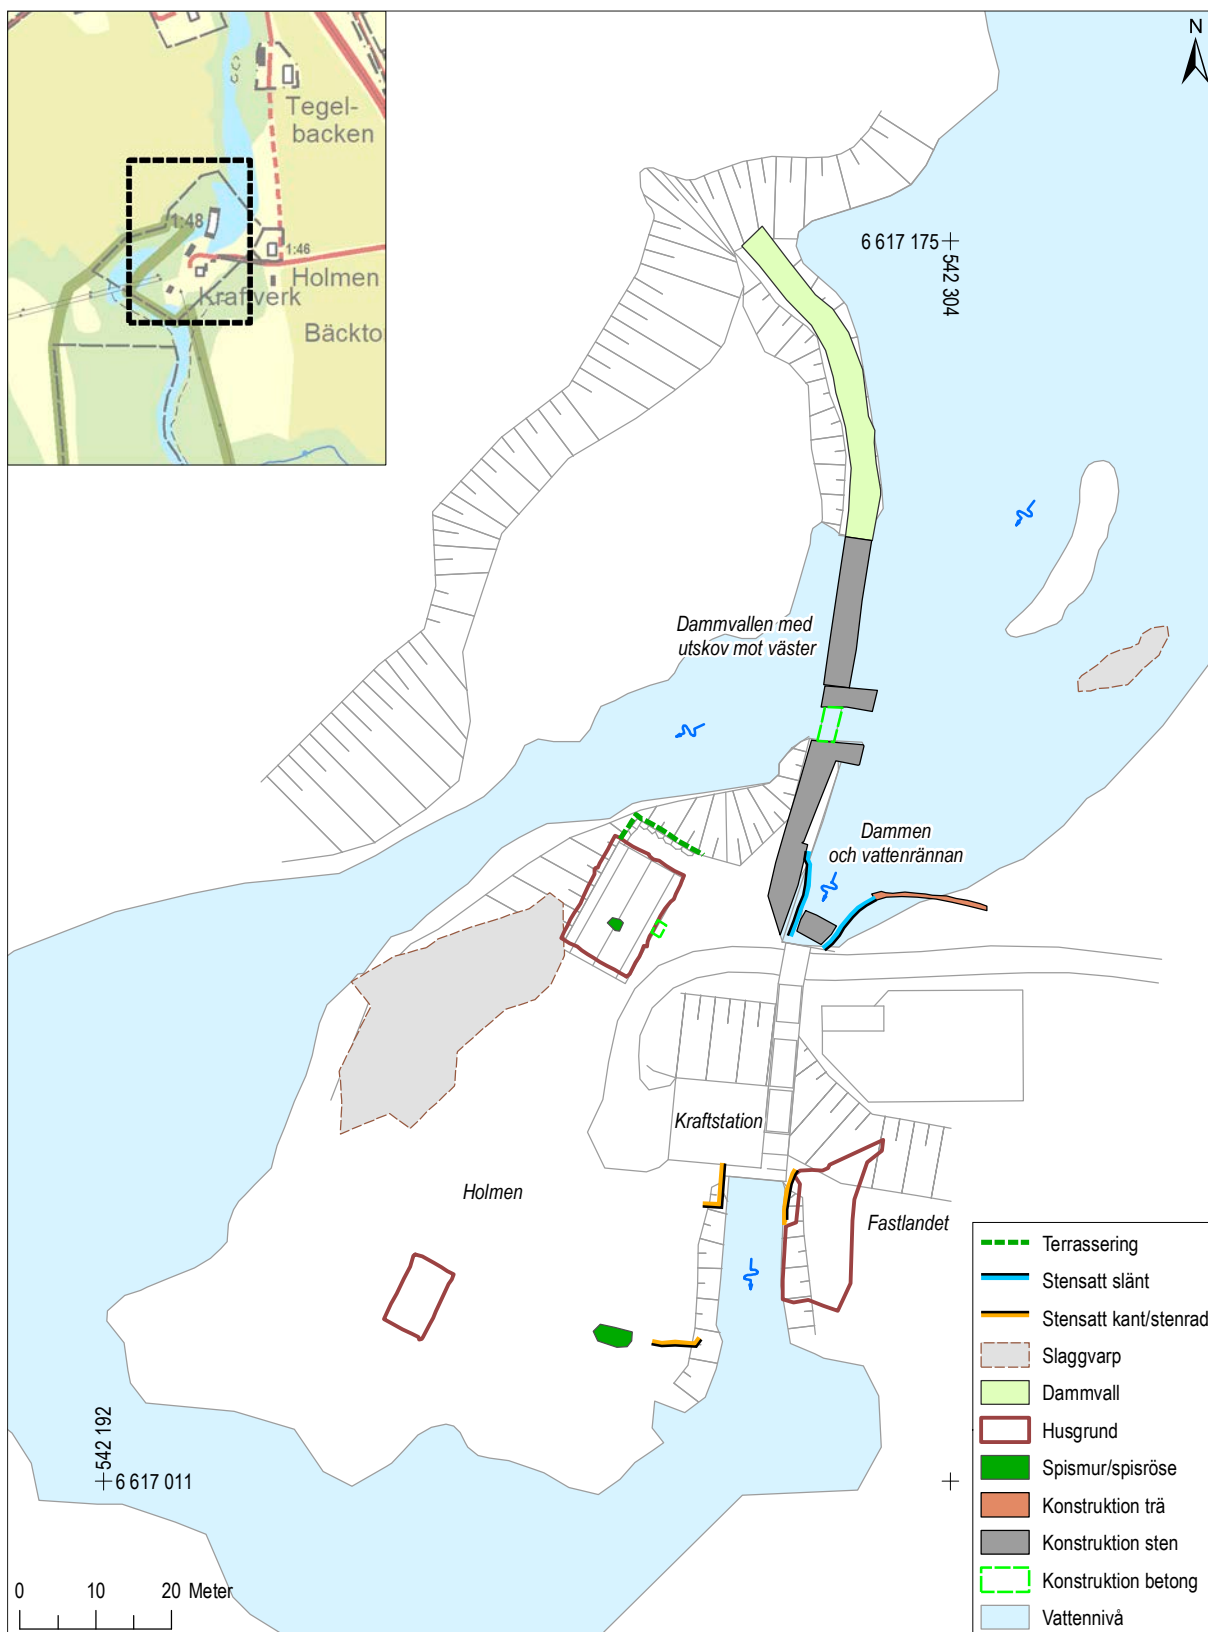 Tegel-
backen
1:48
1:46
Holmen
Kraftverk
Bäckto
N
6 617 175
542 304
Dammvallen med
utskov mot väster
Dammen
och vattenrännan
Kraftstation
Holmen
Fastlandet
542 192
6 617 011
0 10 20 Meter
Terrassering
Stensatt slänt
Stensatt kant/stenrad
Slaggvarp
Dammvall
Husgrund
Spismur/spisröse
Konstruktion trä
Konstruktion sten
Konstruktion betong
Vattennivå